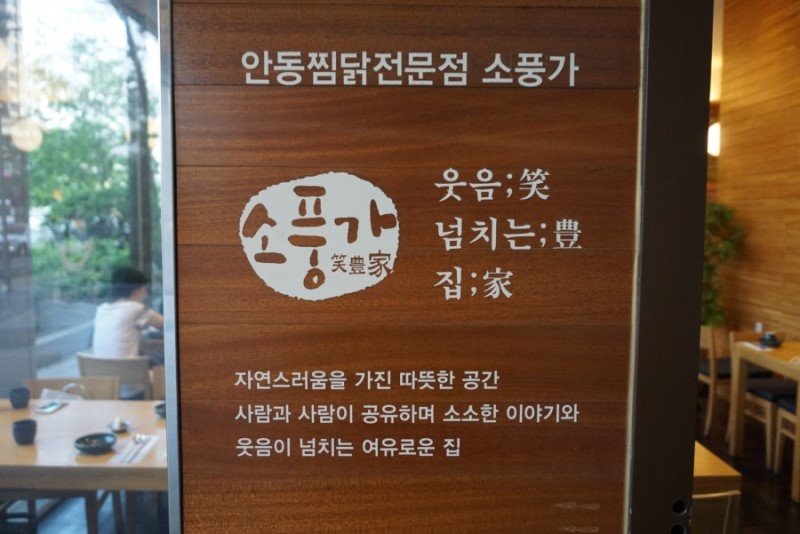 안동찜닭전문점 소풍가
소풍가
笑豊家
웃음;笑
넘치는;豊
집;家
자연스러움을 가진 따뜻한 공간
사람과 사람이 공유하며 소소한 이야기와
웃음이 넘치는 여유로운 집